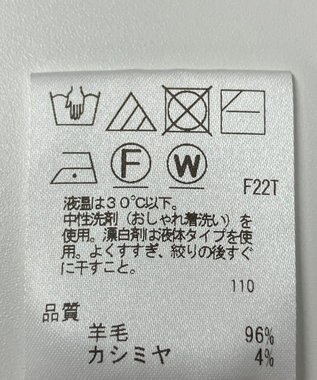 F W
F22T
液温は30℃以下。
中性洗剤(おしゃれ着洗い)を
使用。漂白剤は液体タイプを使
用。よくすすぎ、絞りの後すぐ
に干すこと。
110
品質
羊毛 96%
カシミヤ 4%